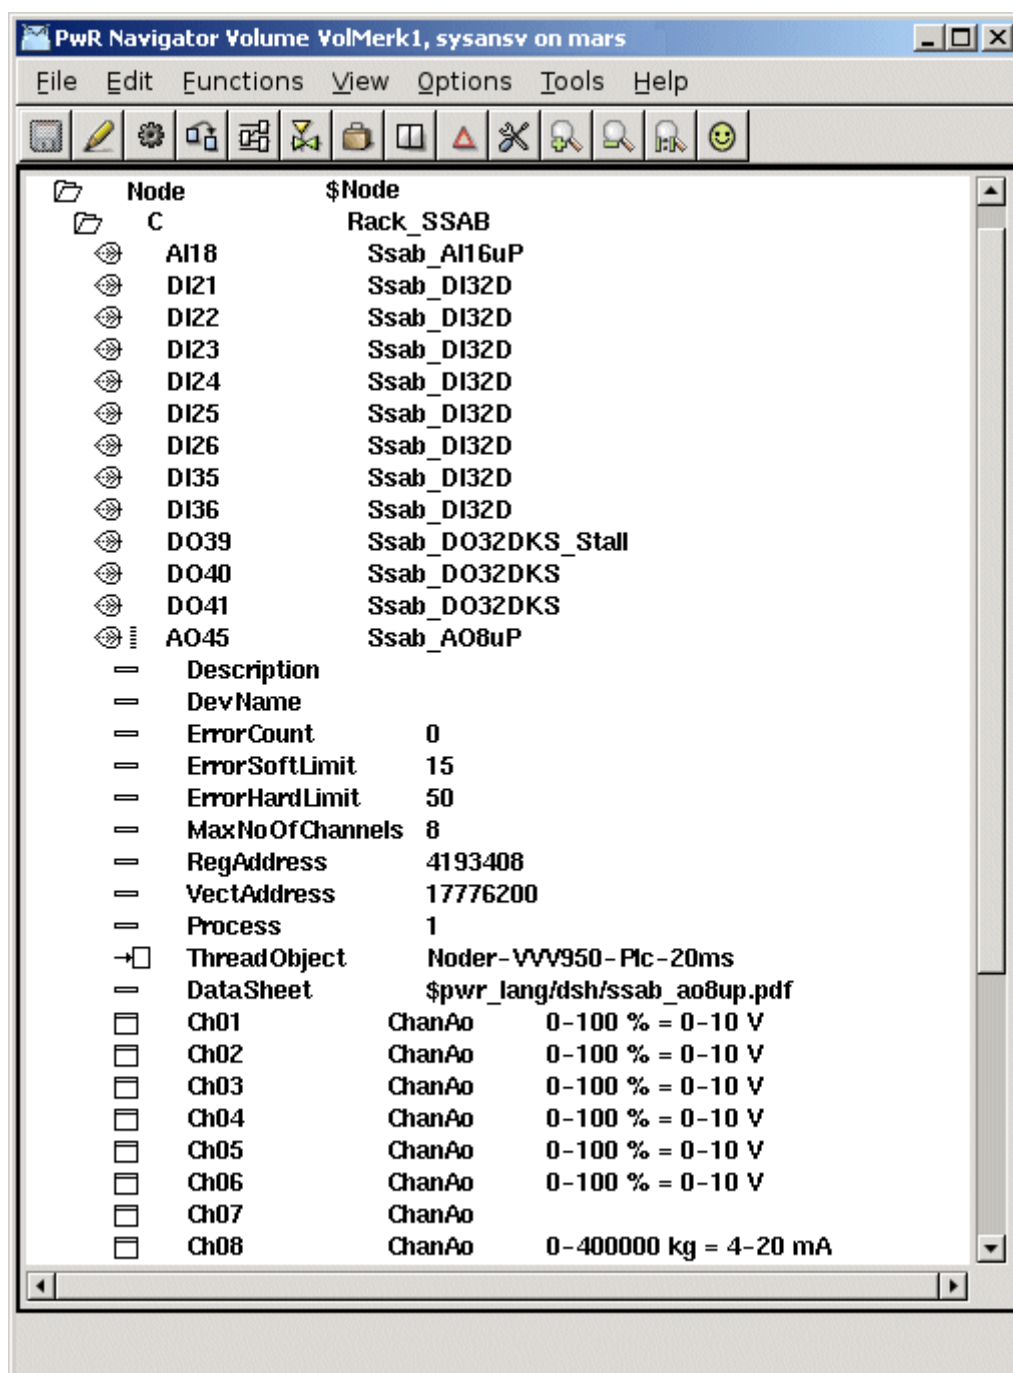 PwR Navigator Volume VolMerk1, sysansv on mars
File Edit Functions View Options Tools Help
Node $Node
C Rack_SSAB
AI18 Ssab_AI16uP
DI21 Ssab_DI32D
DI22 Ssab_DI32D
DI23 Ssab_DI32D
DI24 Ssab_DI32D
DI25 Ssab_DI32D
DI26 Ssab_DI32D
DI35 Ssab_DI32D
DI36 Ssab_DI32D
DO39 Ssab_DO32DKS_Stall
DO40 Ssab_DO32DKS
DO41 Ssab_DO32DKS
AO45 Ssab_AO8uP
Description
DevName
ErrorCount 0
ErrorSoftLimit 15
ErrorHardLimit 50
MaxNoOfChannels 8
RegAddress 4193408
VectAddress 17776200
Process 1
ThreadObject Noder-VVV950-Plc-20ms
DataSheet $pwr_lang/dsh/ssab_ao8up.pdf
Ch01 ChanAo 0-100 % = 0-10 V
Ch02 ChanAo 0-100 % = 0-10 V
Ch03 ChanAo 0-100 % = 0-10 V
Ch04 ChanAo 0-100 % = 0-10 V
Ch05 ChanAo 0-100 % = 0-10 V
Ch06 ChanAo 0-100 % = 0-10 V
Ch07 ChanAo
Ch08 ChanAo 0-400000 kg = 4-20 mA